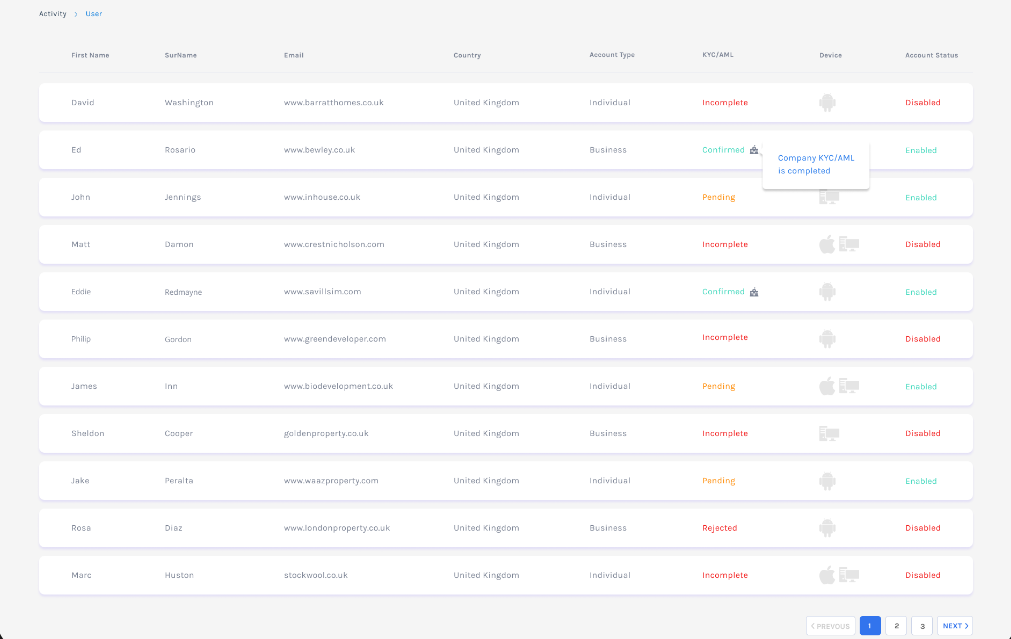 Activity > User
First Name SurName Email Country Account Type KYC/AML Device Account Status
David Washington www.barratthomes.co.uk United Kingdom Individual Incomplete Disabled
Ed Rosario www.bewley.co.uk United Kingdom Business Confirmed Enabled
Company KYC/AML
is completed
John Jennings www.inhouse.co.uk United Kingdom Individual Pending Enabled
Matt Damon www.crestnicholson.com United Kingdom Business Incomplete Disabled
Eddie Redmayne www.savillsim.com United Kingdom Individual Confirmed Enabled
Philip Gordon www.greendeveloper.com United Kingdom Business Incomplete Disabled
James Inn www.biodevelopment.co.uk United Kingdom Individual Pending Enabled
Sheldon Cooper goldenproperty.co.uk United Kingdom Business Incomplete Disabled
Jake Peralta www.waazproperty.com United Kingdom Individual Pending Enabled
Rosa Diaz www.londonproperty.co.uk United Kingdom Business Rejected Disabled
Marc Huston stockwool.co.uk United Kingdom Individual Incomplete Disabled
< PREVOUS 1 2 3 NEXT >